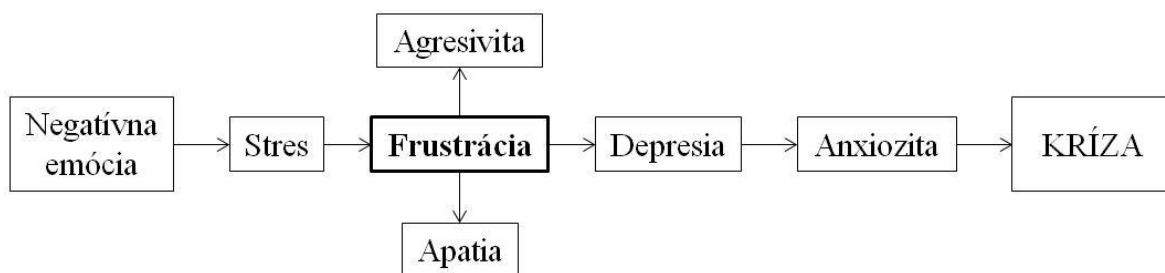 Agresivita
Negatívna
emócia
Stres
Frustrácia
Depresia
Anxiozita
KRÍZA
Apatia